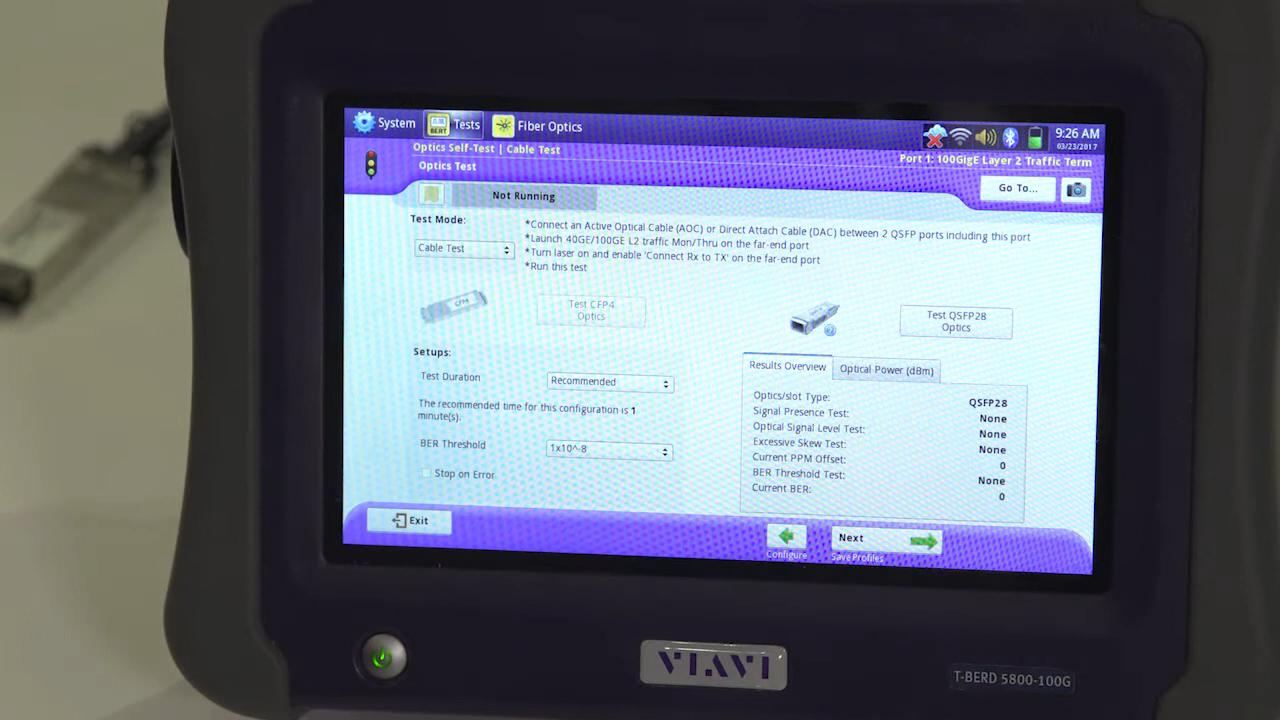 System
BERT
Tests
Fiber Optics
9:26 AM
03/23/2017
Optics Self-Test | Cable Test
Port 1: 100GigE Layer 2 Traffic Term
Optics Test
Go To...
Not Running
Test Mode:
Cable Test
*Connect an Active Optical Cable (AOC) or Direct Attach Cable (DAC) between 2 QSFP ports including this port
*Launch 40GE/100GE L2 traffic Mon/Thru on the far-end port
*Turn laser on and enable 'Connect Rx to TX' on the far-end port
*Run this test
CFP4
Test CFP4
Optics
Test QSFP28
Optics
Setups:
Test Duration
Recommended
The recommended time for this configuration is 1
minute(s).
BER Threshold
1x10^-8
Stop on Error
Results Overview
Optical Power (dBm)
Optics/slot Type: QSFP28
Signal Presence Test: None
Optical Signal Level Test: None
Excessive Skew Test: None
Current PPM Offset: 0
BER Threshold Test: None
Current BER: 0
Exit
Configure
Next
Save Profiles
VIAVI
T-BERD 5800-100G